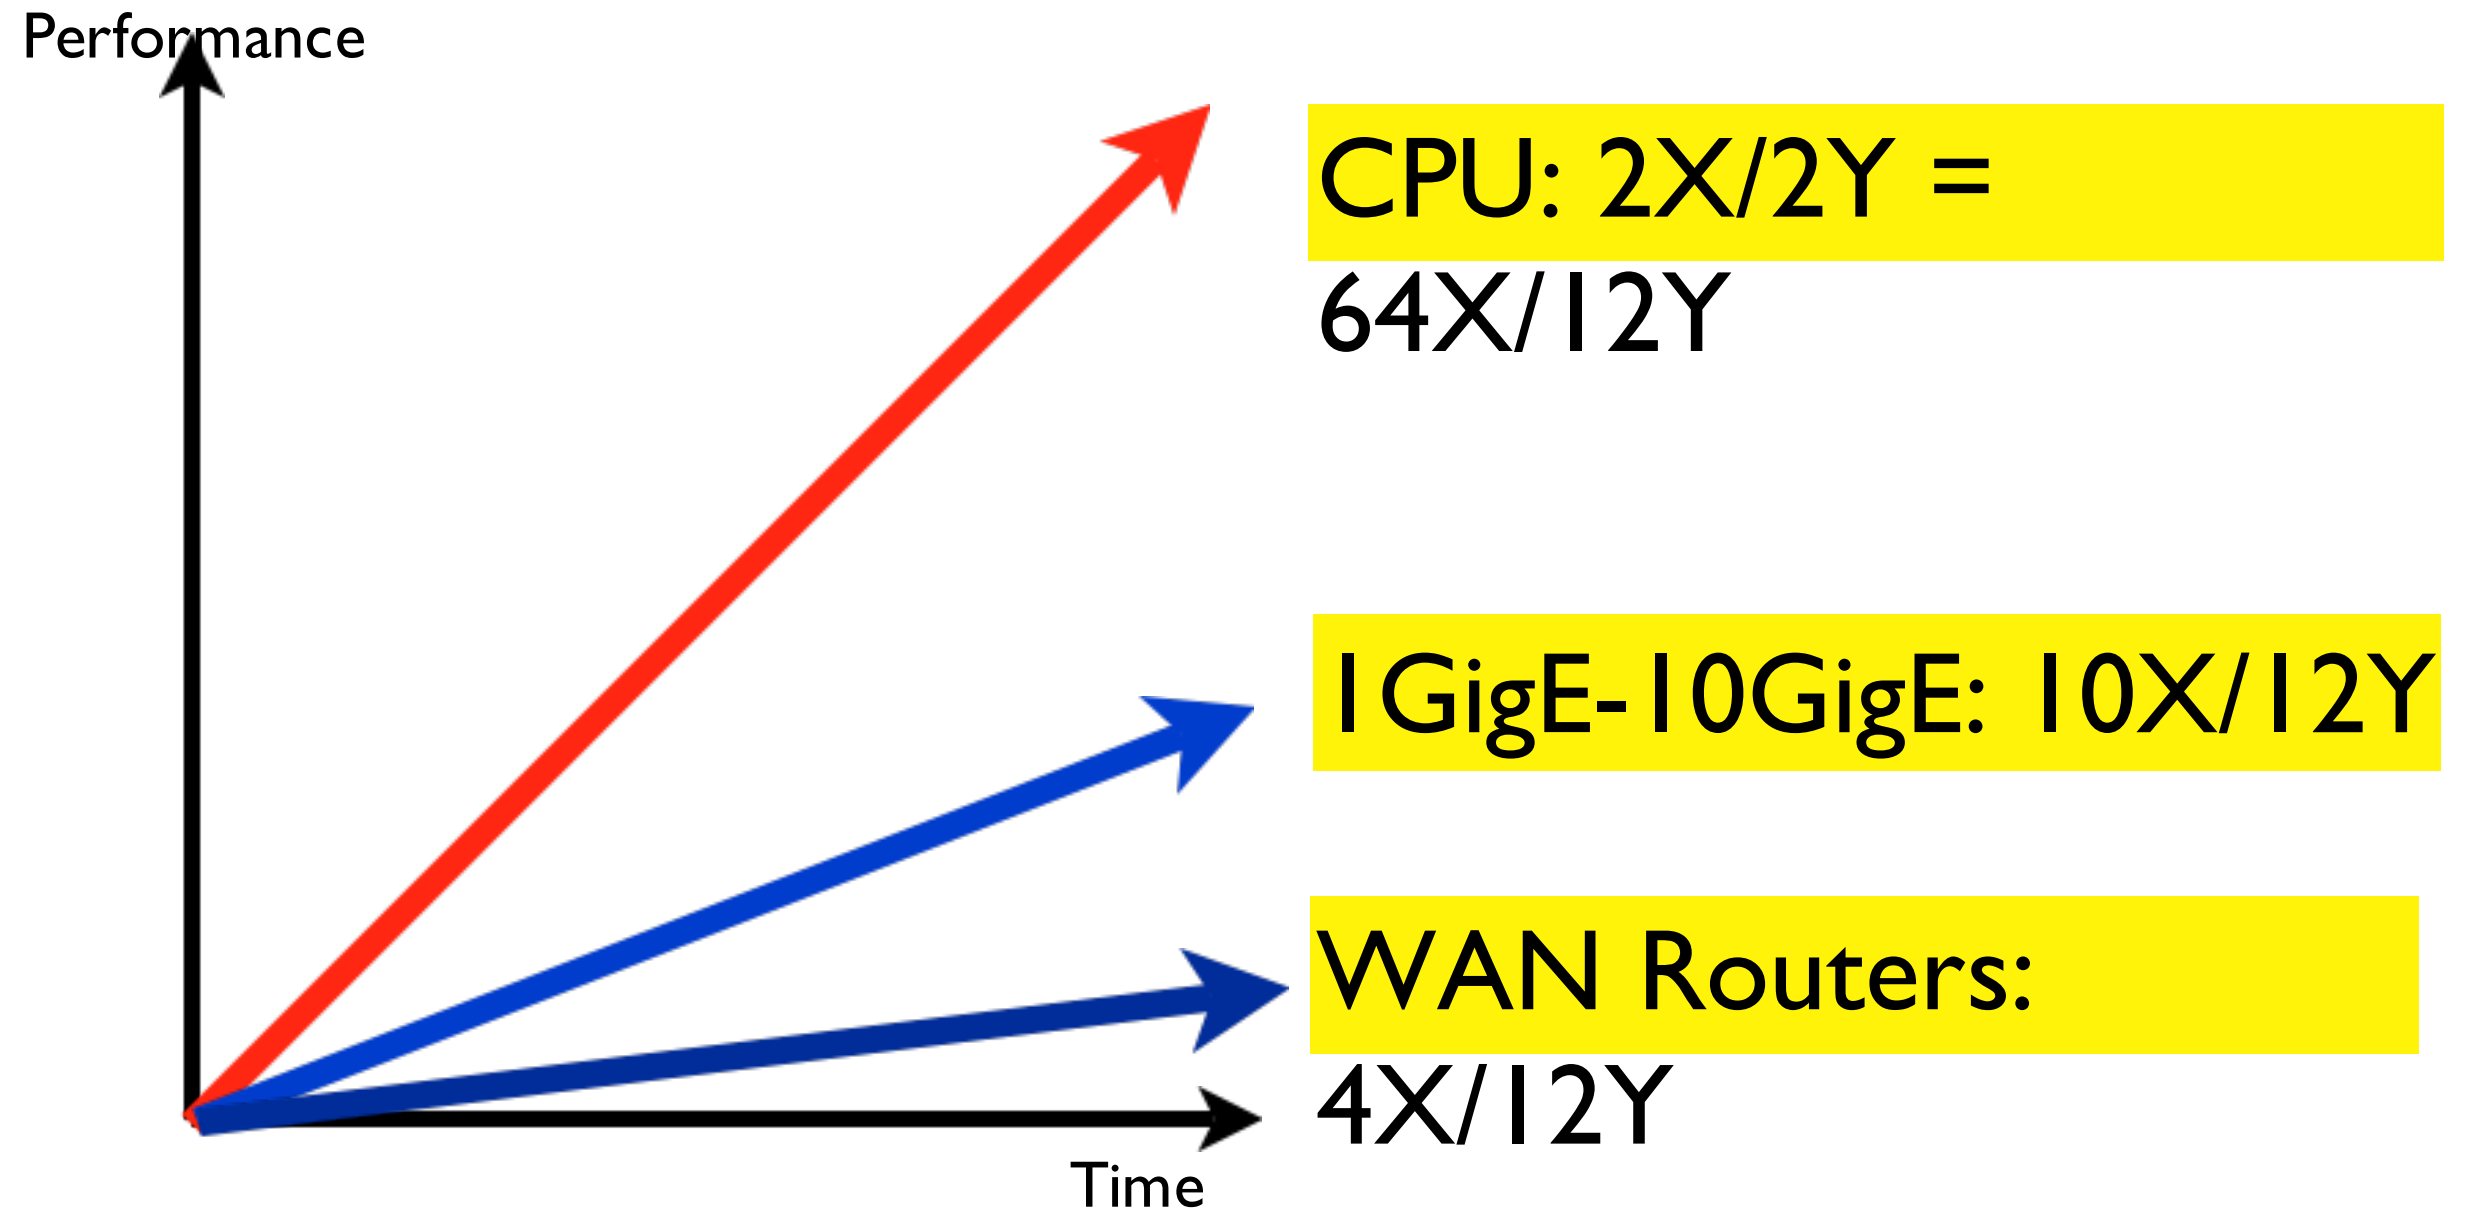 Performance
CPU: 2X/2Y =
64X/12Y
1GigE-10GigE: 10X/12Y
WAN Routers:
4X/12Y
Time